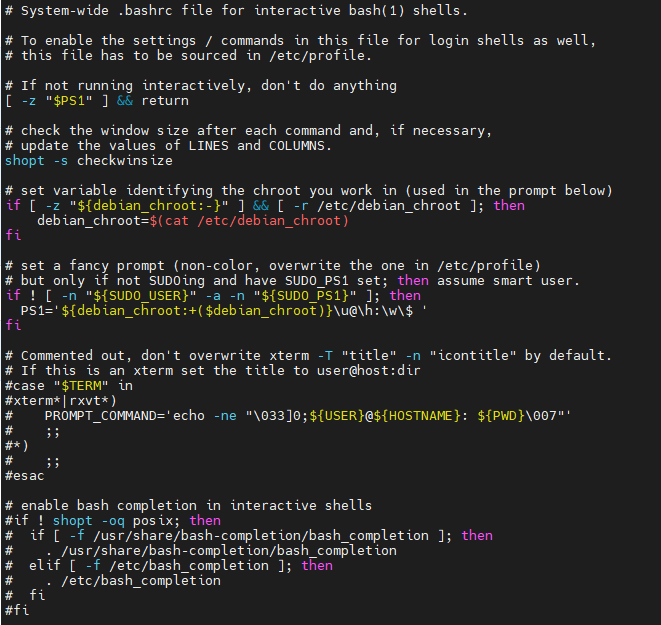 # System-wide .bashrc file for interactive bash(1) shells.

# To enable the settings / commands in this file for login shells as well,
# this file has to be sourced in /etc/profile.

# If not running interactively, don't do anything
[ -z "$PS1" ] && return

# check the window size after each command and, if necessary,
# update the values of LINES and COLUMNS.
shopt -s checkwinsize

# set variable identifying the chroot you work in (used in the prompt below)
if [ -z "${debian_chroot:-}" ] && [ -r /etc/debian_chroot ]; then
    debian_chroot=$(cat /etc/debian_chroot)
fi

# set a fancy prompt (non-color, overwrite the one in /etc/profile)
# but only if not SUDOing and have SUDO_PS1 set; then assume smart user.
if ! [ -n "${SUDO_USER}" -a -n "${SUDO_PS1}" ]; then
  PS1='${debian_chroot:+($debian_chroot)}\u@\h:\w\$ '
fi

# Commented out, don't overwrite xterm -T "title" -n "icontitle" by default.
# If this is an xterm set the title to user@host:dir
#case "$TERM" in
#xterm*|rxvt*)
#    PROMPT_COMMAND='echo -ne "\033]0;${USER}@${HOSTNAME}: ${PWD}\007"'
#    ;;
#*)
#    ;;
#esac

# enable bash completion in interactive shells
#if ! shopt -oq posix; then
#  if [ -f /usr/share/bash-completion/bash_completion ]; then
#    . /usr/share/bash-completion/bash_completion
#  elif [ -f /etc/bash_completion ]; then
#    . /etc/bash_completion
#  fi
#fi